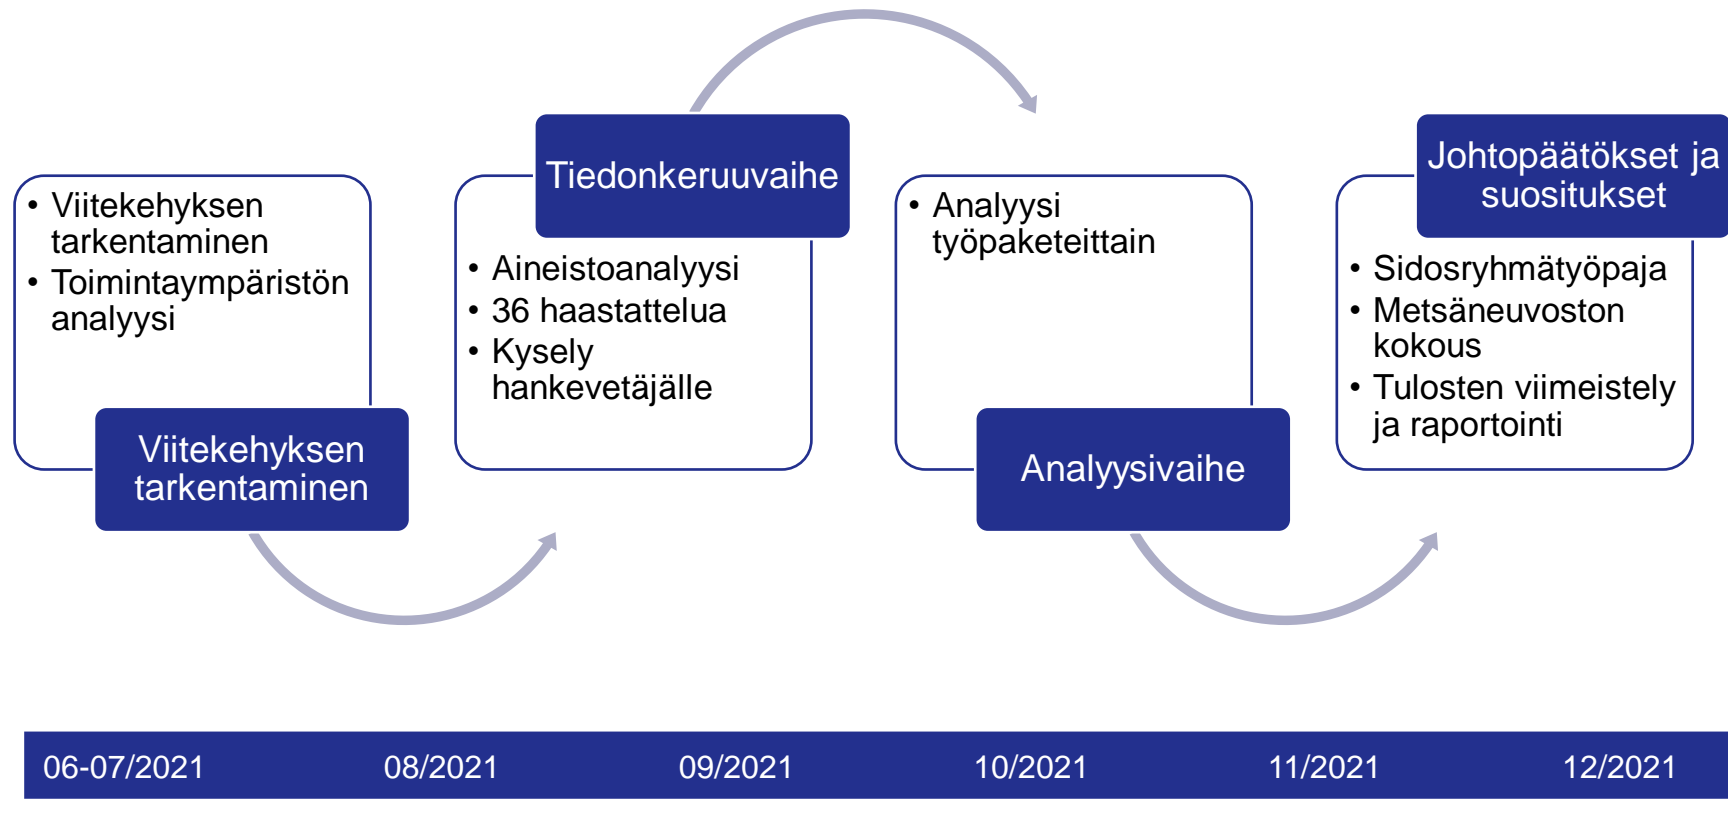 • Viitekehyksen
tarkentaminen
• Toimintaympäristön
analyysi
Viitekehyksen
tarkentaminen
Tiedonkeruuvaihe
• Aineistoanalyysi
• 36 haastattelua
• Kysely
hankevetäjälle
• Analyysi
työpaketeittain
Analyysivaihe
Johtopäätökset ja
suositukset
• Sidosryhmätyöpaja
• Metsäneuvoston
kokous
• Tulosten viimeistely
ja raportointi
06-07/2021 08/2021 09/2021 10/2021 11/2021 12/2021